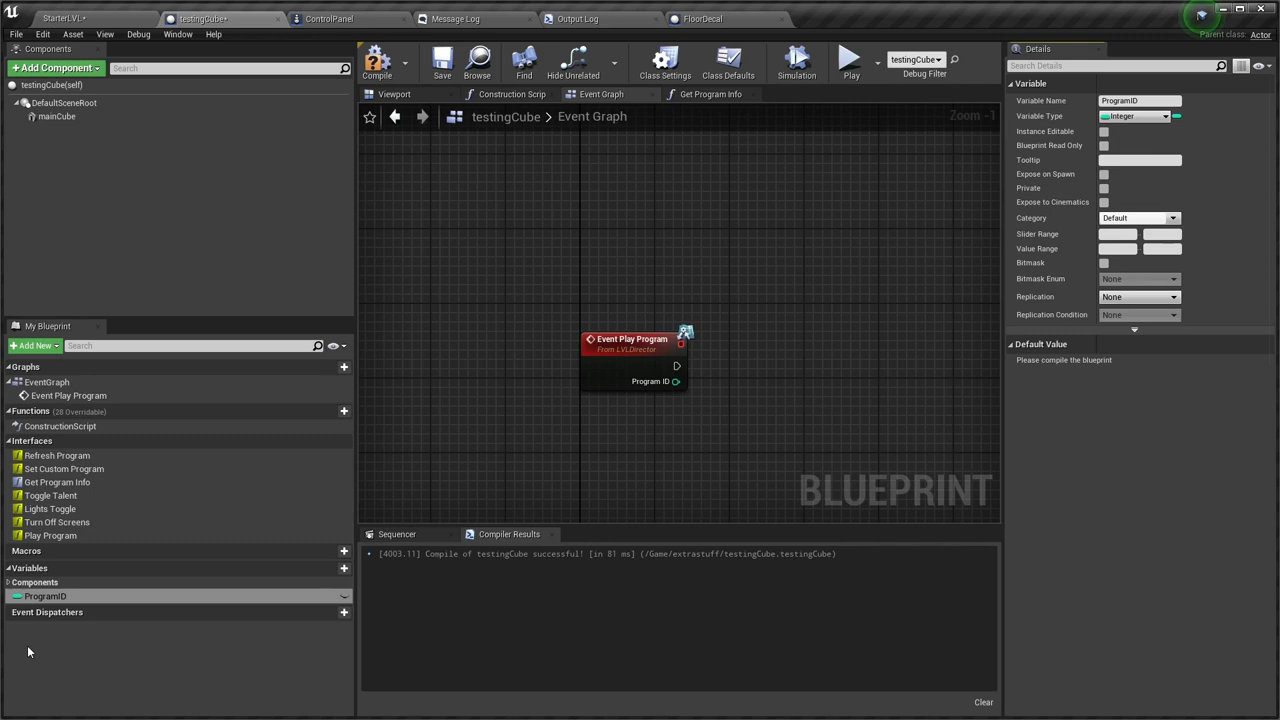 StarterLVL*
testingCube*
ControlPanel
Message Log
Output Log
FloorDecal
File
Edit
Asset
View
Debug
Window
Help
Parent class: Actor
Components
+ Add Component
Search
testingCube(self)
DefaultSceneRoot
mainCube
My Blueprint
+ Add New
Search
Graphs
EventGraph
Event Play Program
Functions (28 Overridable)
ConstructionScript
Interfaces
Refresh Program
Set Custom Program
Get Program Info
Toggle Talent
Lights Toggle
Turn Off Screens
Play Program
Macros
Variables
Components
ProgramID
Event Dispatchers
Compile
Save
Browse
Find
Hide Unrelated
Class Settings
Class Defaults
Simulation
Play
testingCube
Debug Filter
Viewport
Construction Scrip
Event Graph
Get Program Info
testingCube > Event Graph
Zoom -1
Event Play Program
From LVLDirector
Program ID
BLUEPRINT
Sequencer
Compiler Results
[4003.11] Compile of testingCube successful! [in 81 ms] (/Game/extrastuff/testingCube.testingCube)
Clear
Details
Search Details
Variable
Variable Name
ProgramID
Variable Type
Integer
Instance Editable
Blueprint Read Only
Tooltip
Expose on Spawn
Private
Expose to Cinematics
Category
Default
Slider Range
Value Range
Bitmask
Bitmask Enum
None
Replication
None
Replication Condition
None
Default Value
Please compile the blueprint